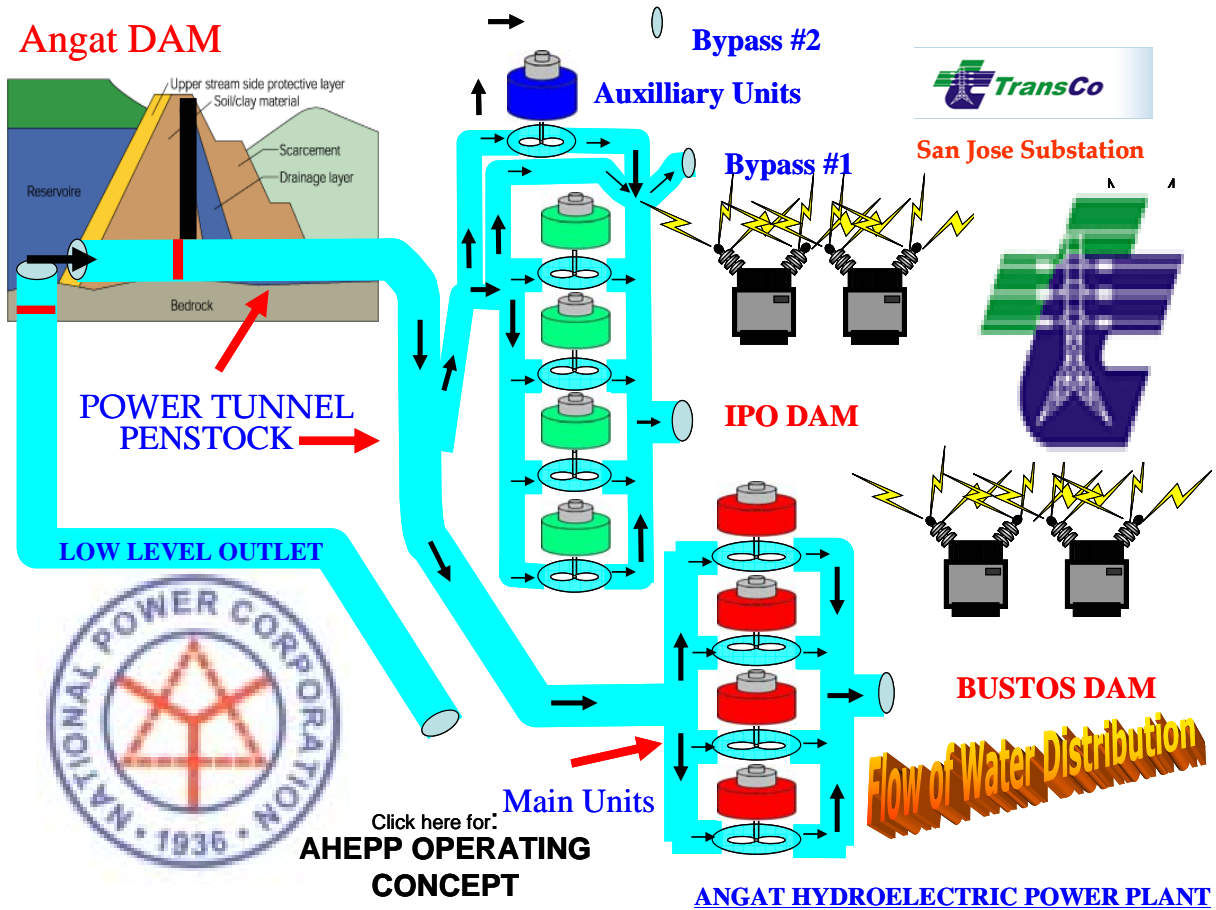 Angat DAM
Upper stream side protective layer
Soil/clay material
Scarcement
Drainage layer
Reservoire
Bedrock
Bypass #2
Auxilliary Units
Bypass #1
TransCo
San Jose Substation
POWER TUNNEL
PENSTOCK
IPO DAM
LOW LEVEL OUTLET
NATIONAL POWER CORPORATION
• 1936 •
BUSTOS DAM
Flow of Water Distribution
Main Units
Click here for:
AHEPP OPERATING
CONCEPT
ANGAT HYDROELECTRIC POWER PLANT